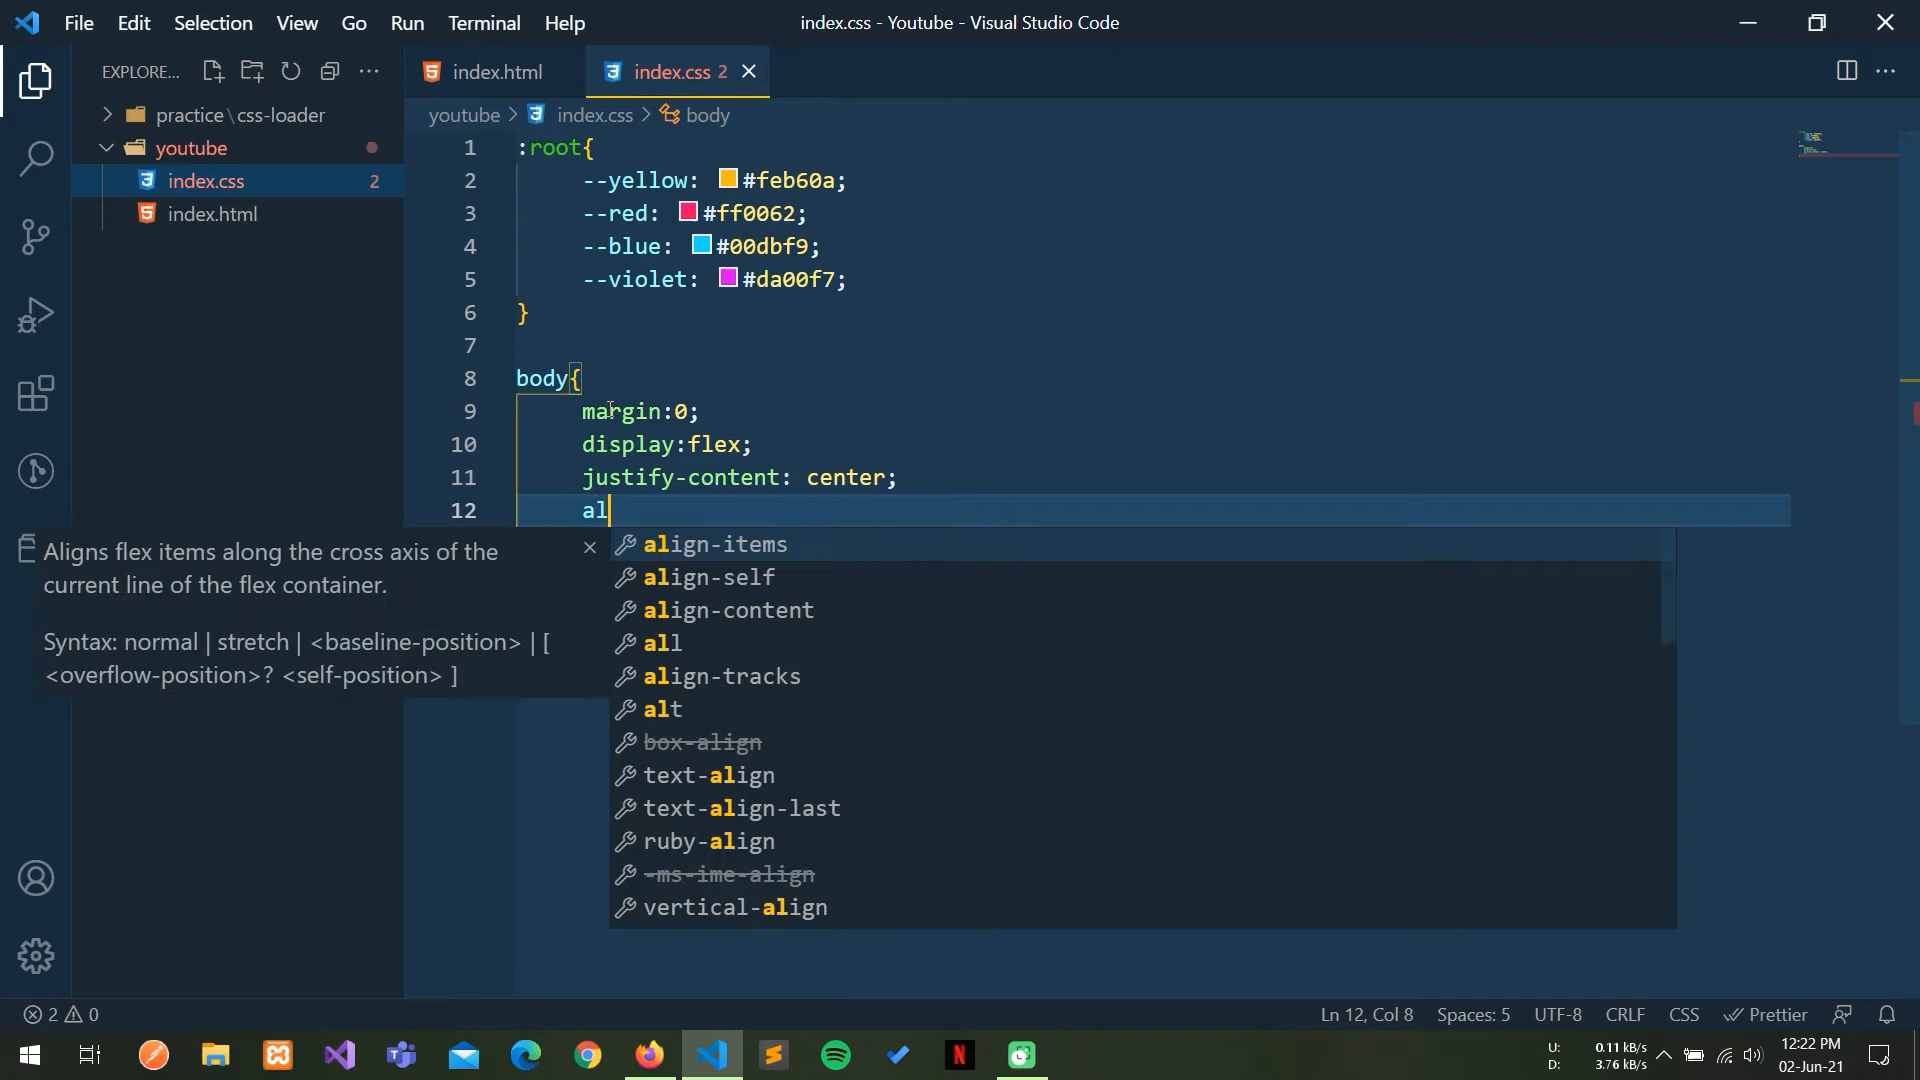 File Edit Selection View Go Run Terminal Help
index.css - Youtube - Visual Studio Code
EXPLORE...
index.html
index.css 2
practice\css-loader
youtube
index.css 2
index.html
youtube > index.css > body
1 :root{
2 --yellow: #feb60a;
3 --red: #ff0062;
4 --blue: #00dbf9;
5 --violet: #da00f7;
6 }
7
8 body{
9 margin:0;
10 display:flex;
11 justify-content: center;
12 al
Aligns flex items along the cross axis of the
current line of the flex container.
Syntax: normal | stretch | <baseline-position> | [
<overflow-position>? <self-position> ]
align-items
align-self
align-content
all
align-tracks
alt
box-align
text-align
text-align-last
ruby-align
-ms-ime-align
vertical-align
2 0
Ln 12, Col 8 Spaces: 5 UTF-8 CRLF CSS Prettier
U: 0.11 kB/s
D: 3.76 kB/s
12:22 PM
02-Jun-21